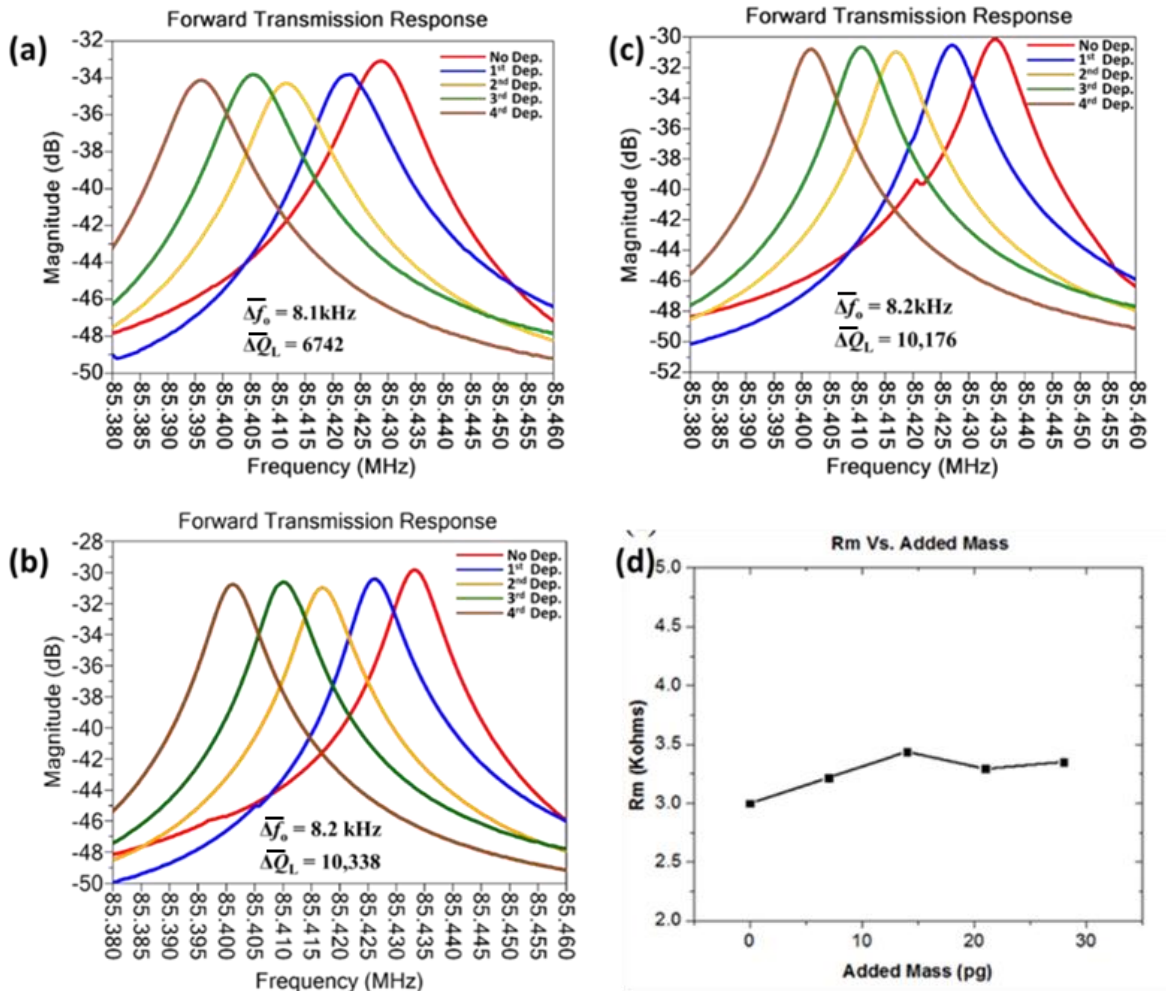 (a)
Forward Transmission Response
-32
-34
-36
-38
-40
-42
-44
-46
-48
-50
Magnitude (dB)
No Dep.
1st Dep.
2nd Dep.
3rd Dep.
4rd Dep.
Δf̅o = 8.1kHz
ΔQ̅L = 6742
85.380
85.385
85.390
85.395
85.400
85.405
85.410
85.415
85.420
85.425
85.430
85.435
85.440
85.445
85.450
85.455
85.460
Frequency (MHz)
(c)
Forward Transmission Response
-30
-32
-34
-36
-38
-40
-42
-44
-46
-48
-50
-52
Magnitude (dB)
No Dep.
1st Dep.
2nd Dep.
3rd Dep.
4rd Dep.
Δf̅o = 8.2kHz
ΔQ̅L = 10,176
85.380
85.385
85.390
85.395
85.400
85.405
85.410
85.415
85.420
85.425
85.430
85.435
85.440
85.445
85.450
85.455
85.460
Frequency (MHz)
(b)
Forward Transmission Response
-28
-30
-32
-34
-36
-38
-40
-42
-44
-46
-48
-50
Magnitude (dB)
No Dep.
1st Dep.
2nd Dep.
3rd Dep.
4rd Dep.
Δf̅o = 8.2 kHz
ΔQ̅L = 10,338
85.380
85.385
85.390
85.395
85.400
85.405
85.410
85.415
85.420
85.425
85.430
85.435
85.440
85.445
85.450
85.455
85.460
Frequency (MHz)
(d)
Rm Vs. Added Mass
5.0
4.5
4.0
3.5
3.0
2.5
2.0
Rm (Kohms)
0
10
20
30
Added Mass (pg)